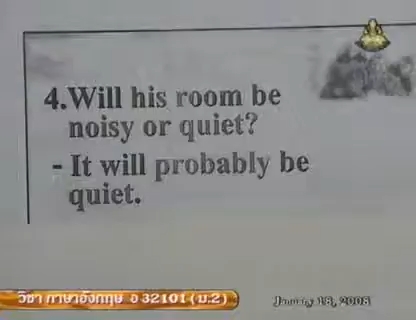 4.Will his room be
noisy or quiet?
- It will probably be
quiet.
วิชา ภาษาอังกฤษ อ 32101 (ม.2)
January 18, 2008